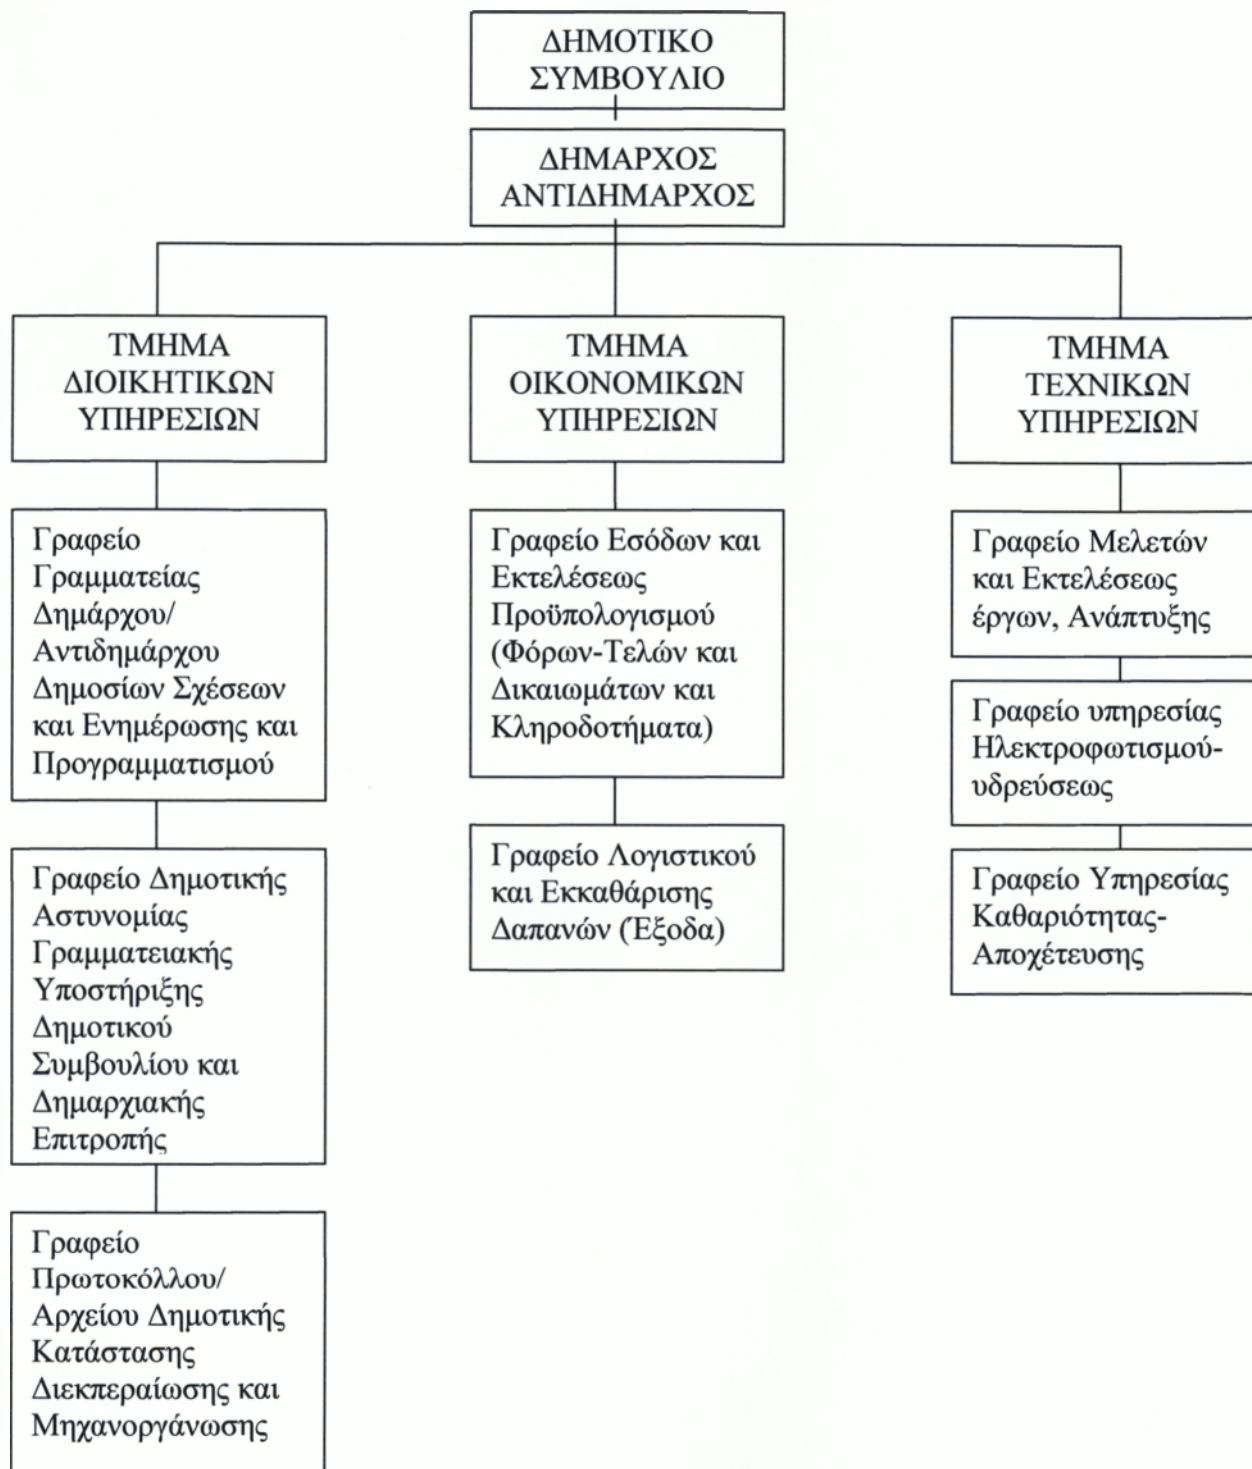 ΔΗΜΟΤΙΚΟ
ΣΥΜΒΟΥΛΙΟ
ΔΗΜΑΡΧΟΣ
ΑΝΤΙΔΗΜΑΡΧΟΣ
ΤΜΗΜΑ
ΔΙΟΙΚΗΤΙΚΩΝ
ΥΠΗΡΕΣΙΩΝ
Γραφείο
Γραμματείας
Δημάρχου/
Αντιδημάρχου
Δημοσίων Σχέσεων
και Ενημέρωσης και
Προγραμματισμού
Γραφείο Δημοτικής
Αστυνομίας
Γραμματειακής
Υποστήριξης
Δημοτικού
Συμβουλίου και
Δημαρχιακής
Επιτροπής
Γραφείο
Πρωτοκόλλου/
Αρχείου Δημοτικής
Κατάστασης
Διεκπεραίωσης και
Μηχανοργάνωσης
ΤΜΗΜΑ
ΟΙΚΟΝΟΜΙΚΩΝ
ΥΠΗΡΕΣΙΩΝ
Γραφείο Εσόδων και
Εκτελέσεως
Προϋπολογισμού
(Φόρων-Τελών και
Δικαιωμάτων και
Κληροδοτήματα)
Γραφείο Λογιστικού
και Εκκαθάρισης
Δαπανών (Έξοδα)
ΤΜΗΜΑ
ΤΕΧΝΙΚΩΝ
ΥΠΗΡΕΣΙΩΝ
Γραφείο Μελετών
και Εκτελέσεως
έργων, Ανάπτυξης
Γραφείο υπηρεσίας
Ηλεκτροφωτισμού-
υδρεύσεως
Γραφείο Υπηρεσίας
Καθαριότητας-
Αποχέτευσης